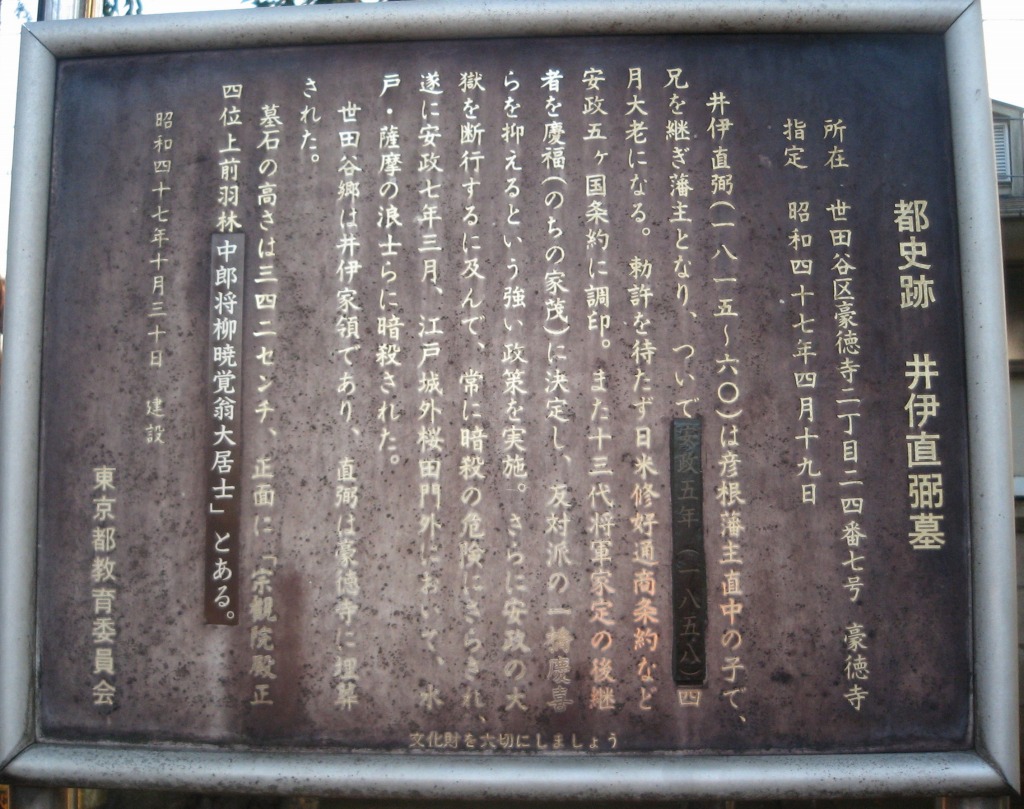 都史跡　井伊直弼墓
所在　世田谷区豪徳寺二丁目二四番七号　豪徳寺
指定　昭和四十七年四月十九日
井伊直弼(一八一五～六〇)は彦根藩主直中の子で、
兄を継ぎ藩主となり、ついで安政五年(一八五八)四
月大老になる。勅許を待たず日米修好通商条約など
安政五ヶ国条約に調印。また十三代将軍家定の後継
者を慶福(のちの家茂)に決定し、反対派の一橋慶喜
らを抑えるという強い政策を実施。さらに安政の大
獄を断行するに及んで、常に暗殺の危険にさらされ、
遂に安政七年三月、江戸城外桜田門外において、水
戸・薩摩の浪士らに暗殺された。
世田谷郷は井伊家領であり、直弼は豪徳寺に埋葬
された。
墓石の高さは三四二センチ、正面に「宗観院殿正
四位上前羽林中郎将柳暁覚翁大居士」とある。
昭和四十七年十月三十日　建設
東京都教育委員会
文化財を大切にしましょう